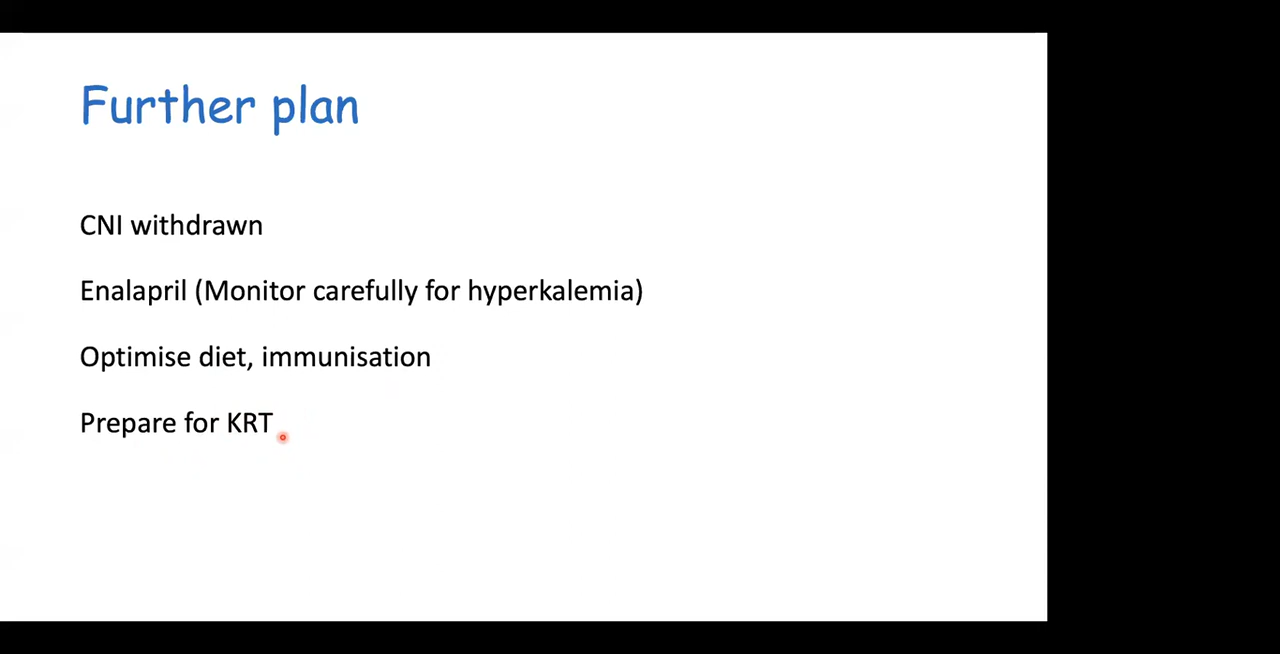 Further plan
CNI withdrawn
Enalapril (Monitor carefully for hyperkalemia)
Optimise diet, immunisation
Prepare for KRT